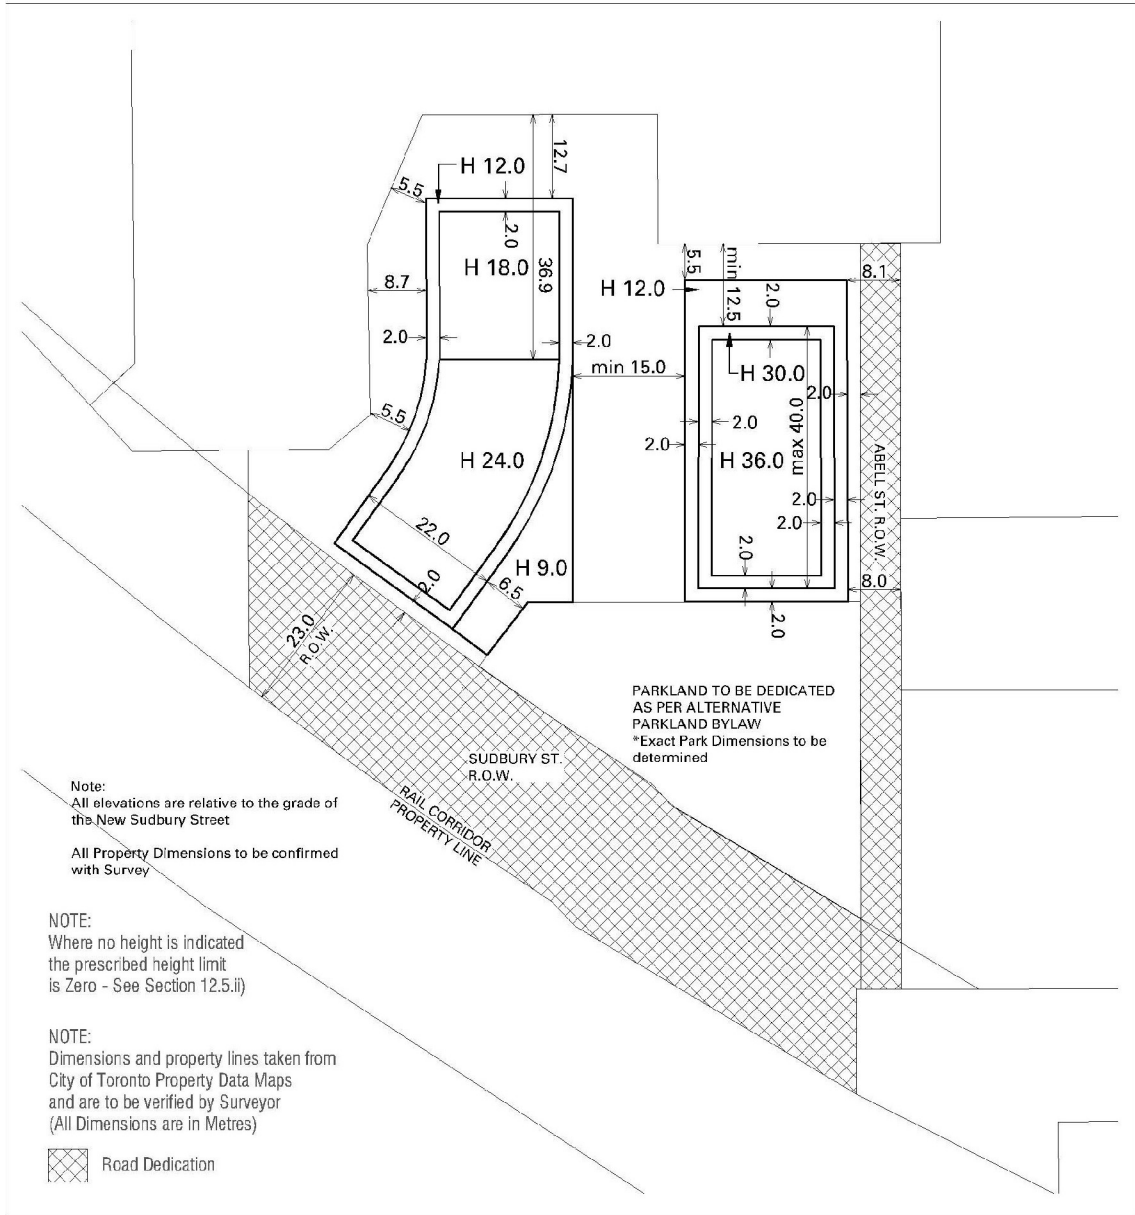 12.7
H 12.0
5.5
2.0
H 18.0
36.9
8.7
2.0
2.0
5.5
min 12.5
8.1
H 12.0
2.0
min 15.0
H 30.0
2.0
5.5
2.0
2.0
max 40.0
H 24.0
H 36.0
ABELL ST. R.O.W.
2.0
2.0
22.0
2.0
H 9.0
2.0
6.5
8.0
2.0
23.0
R.O.W.
PARKLAND TO BE DEDICATED
AS PER ALTERNATIVE
PARKLAND BYLAW
*Exact Park Dimensions to be
determined
SUDBURY ST.
R.O.W.
RAIL CORRIDOR
PROPERTY LINE
Note:
All elevations are relative to the grade of
the New Sudbury Street
All Property Dimensions to be confirmed
with Survey
NOTE:
Where no height is indicated
the prescribed height limit
is Zero - See Section 12.5.ii)
NOTE:
Dimensions and property lines taken from
City of Toronto Property Data Maps
and are to be verified by Surveyor
(All Dimensions are in Metres)
Road Dedication